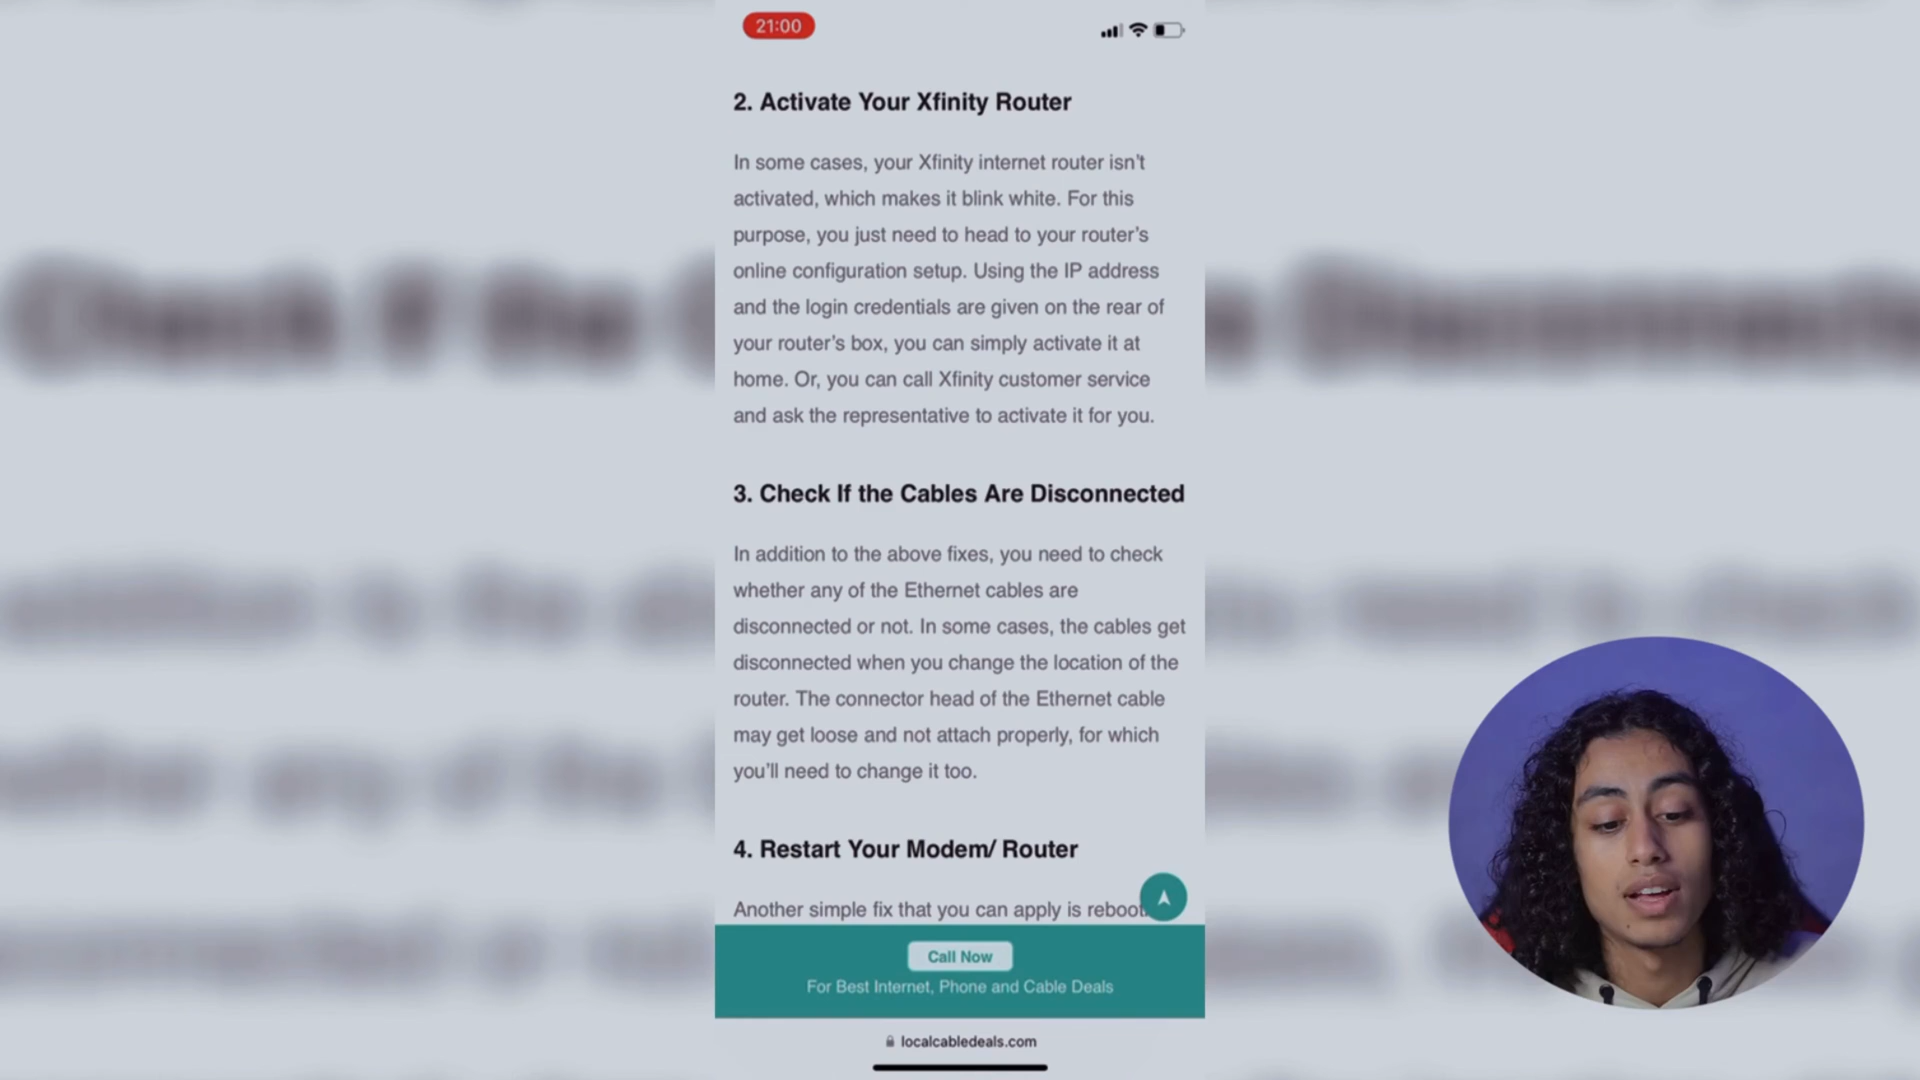 21:00
2. Activate Your Xfinity Router
In some cases, your Xfinity internet router isn't
activated, which makes it blink white. For this
purpose, you just need to head to your router's
online configuration setup. Using the IP address
and the login credentials are given on the rear of
your router's box, you can simply activate it at
home. Or, you can call Xfinity customer service
and ask the representative to activate it for you.
3. Check If the Cables Are Disconnected
In addition to the above fixes, you need to check
whether any of the Ethernet cables are
disconnected or not. In some cases, the cables get
disconnected when you change the location of the
router. The connector head of the Ethernet cable
may get loose and not attach properly, for which
you'll need to change it too.
4. Restart Your Modem/ Router
Another simple fix that you can apply is reboot
Call Now
For Best Internet, Phone and Cable Deals
localcabledeals.com